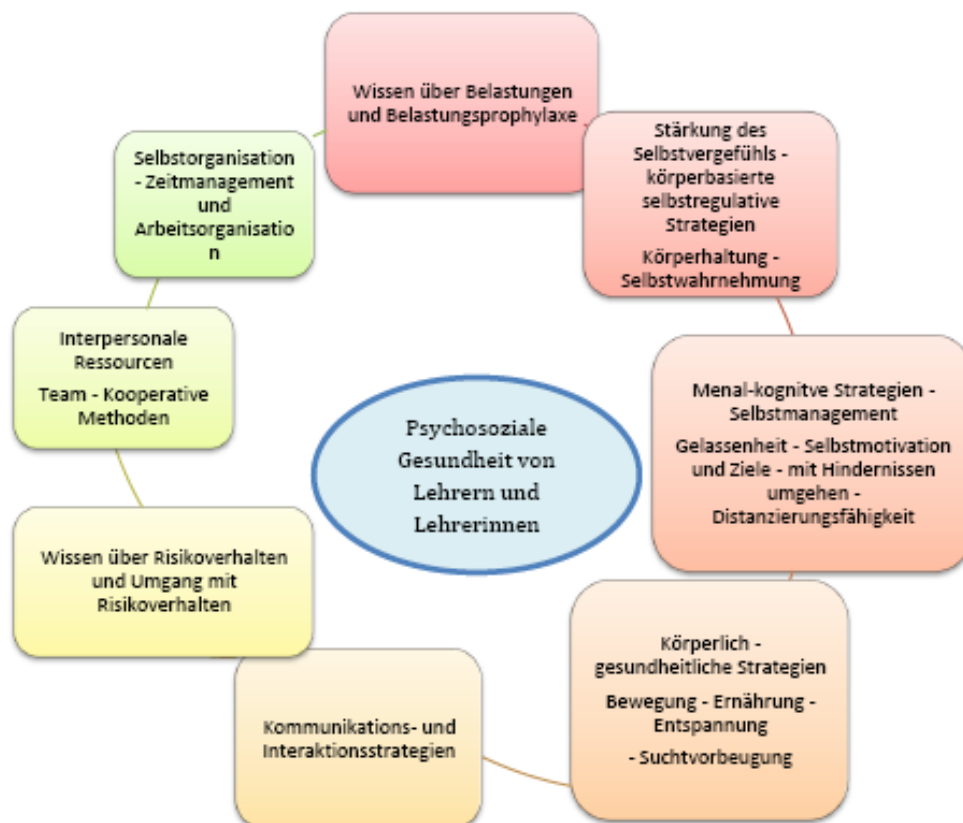 Wissen über Belastungen
und Belastungsprophylaxe
Stärkung des
Selbstvergefühls -
körperbasierte
selbstregulative
Strategien
Körperhaltung -
Selbstwahrnehmung
Menal-kognitve Strategien -
Selbstmanagement
Gelassenheit - Selbstmotivation
und Ziele - mit Hindernissen
umgehen -
Distanzierungsfähigkeit
Körperlich -
gesundheitliche Strategien
Bewegung - Ernährung -
Entspannung
- Suchtvorbeugung
Kommunikations- und
Interaktionsstrategien
Wissen über Risikoverhalten
und Umgang mit
Risikoverhalten
Interpersonale
Ressourcen
Team - Kooperative
Methoden
Selbstorganisation
- Zeitmanagement
und
Arbeitsorganisatio
n
Psychosoziale
Gesundheit von
Lehrern und
Lehrerinnen